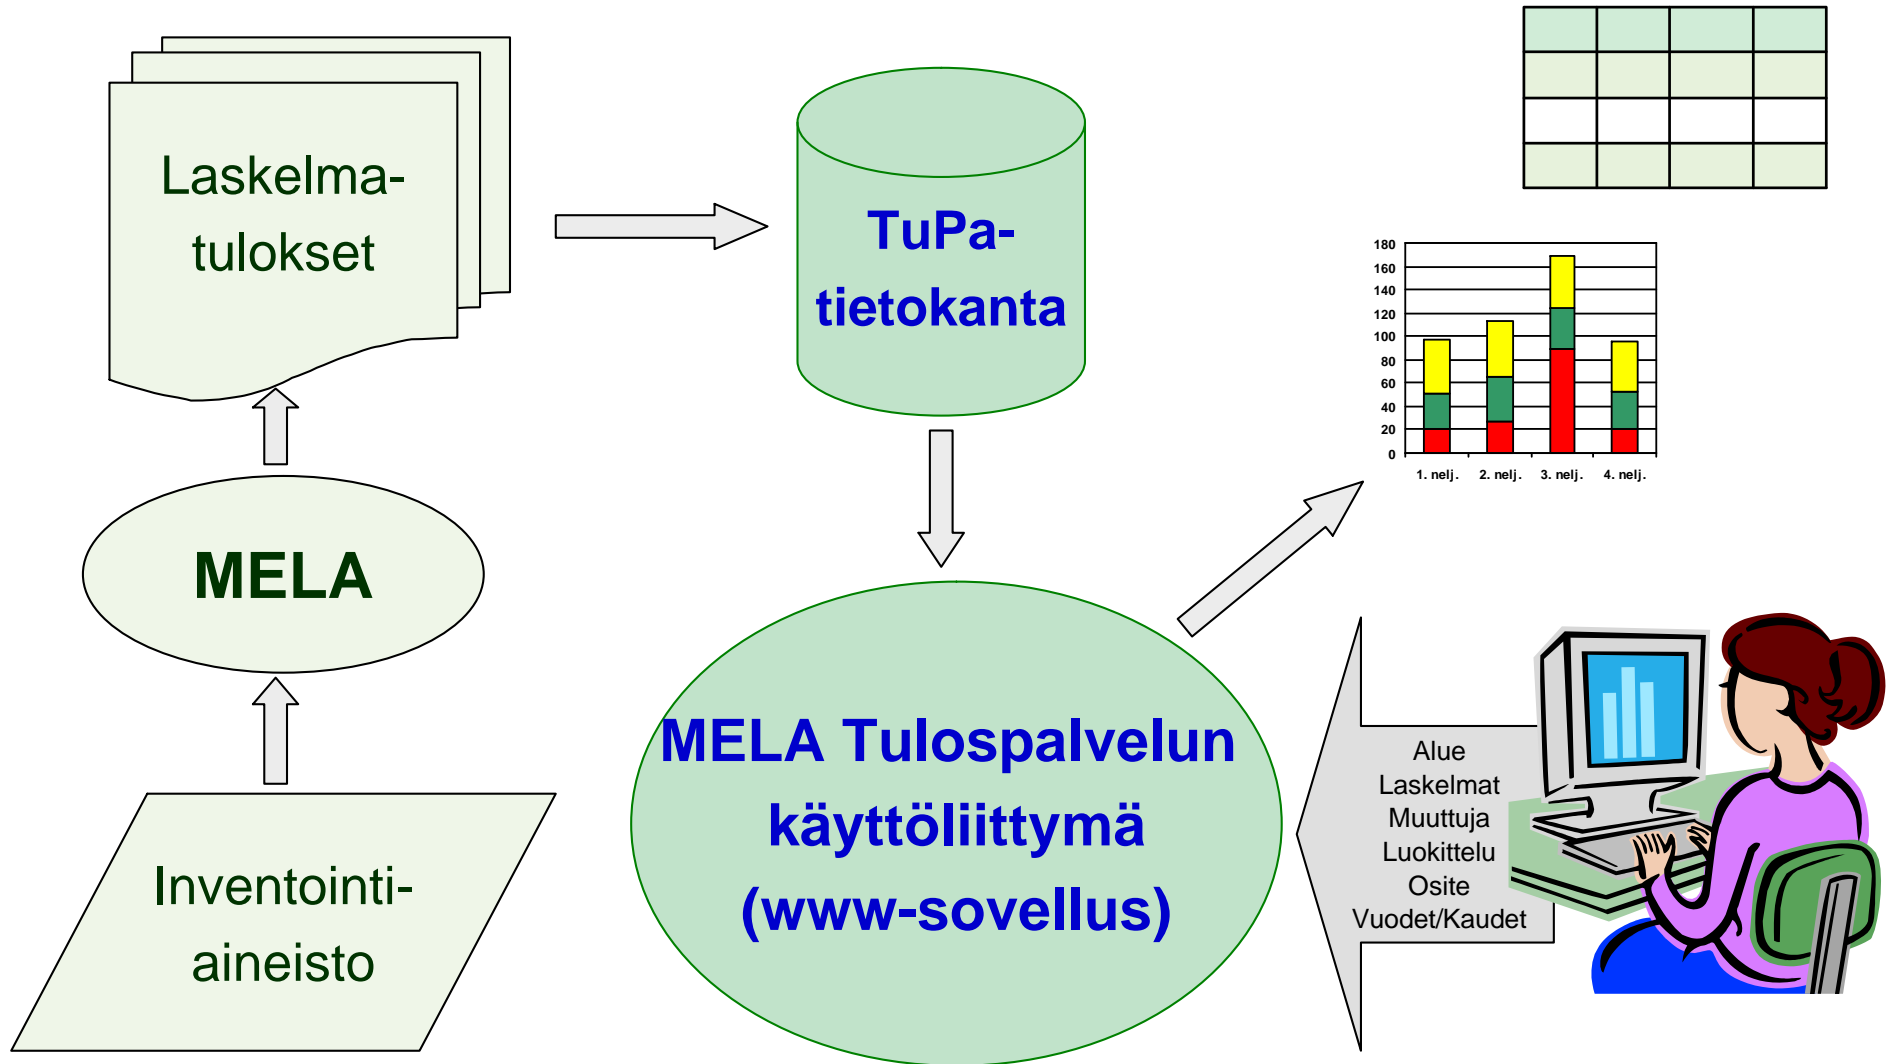 Laskelma-
tulokset
MELA
Inventointi-
aineisto
TuPa-
tietokanta
MELA Tulospalvelun
käyttöliittymä
(www-sovellus)
180
160
140
120
100
80
60
40
20
0
1. nelj. 2. nelj. 3. nelj. 4. nelj.
Alue
Laskelmat
Muuttuja
Luokittelu
Osite
Vuodet/Kaudet